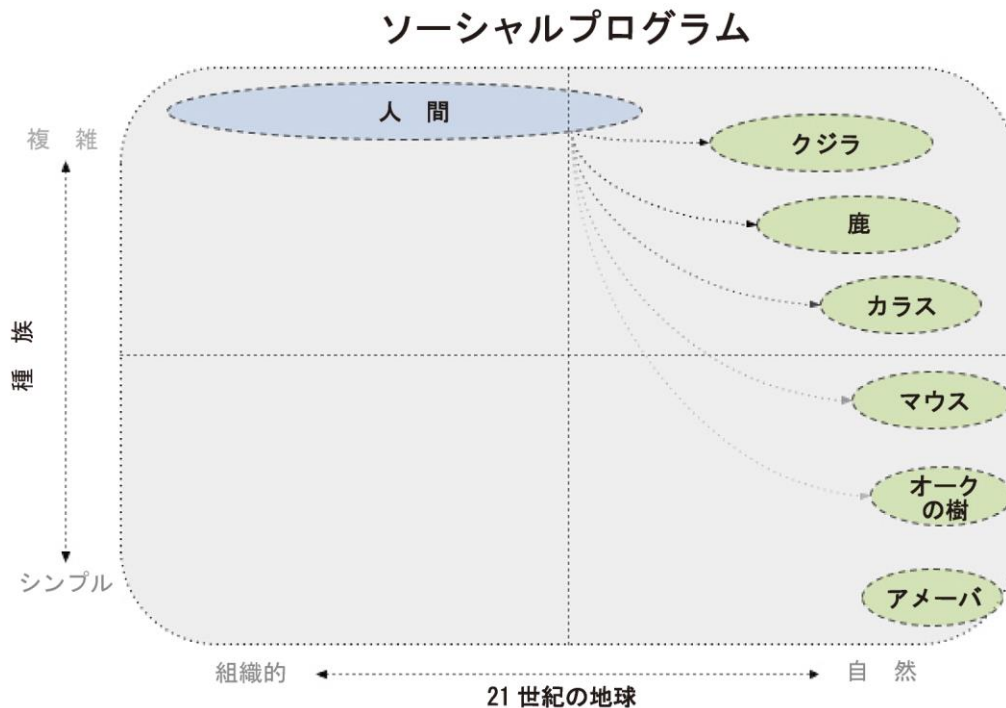 ソーシャルプログラム
人 間
複 雑
クジラ
鹿
カラス
種 族
マウス
オーク
の樹
シンプル
アメーバ
組織的
自 然
21 世紀の地球